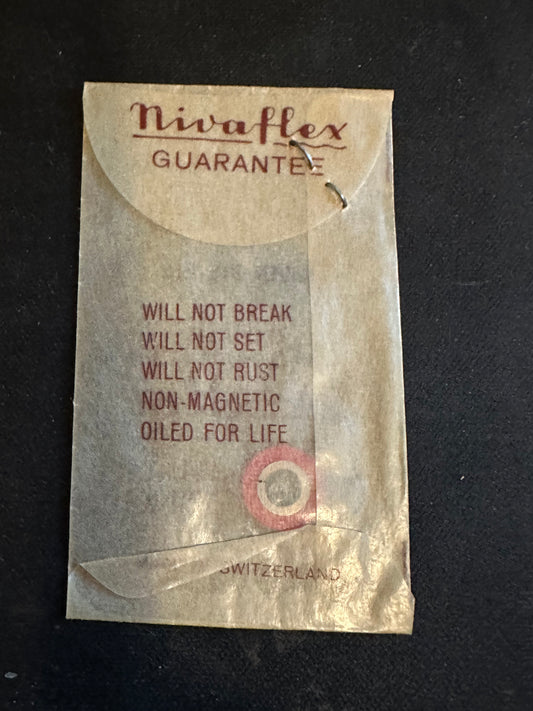 Nivaflex
GUARANTEE
WILL NOT BREAK
WILL NOT SET
WILL NOT RUST
NON-MAGNETIC
OILED FOR LIFE
SWITZERLAND